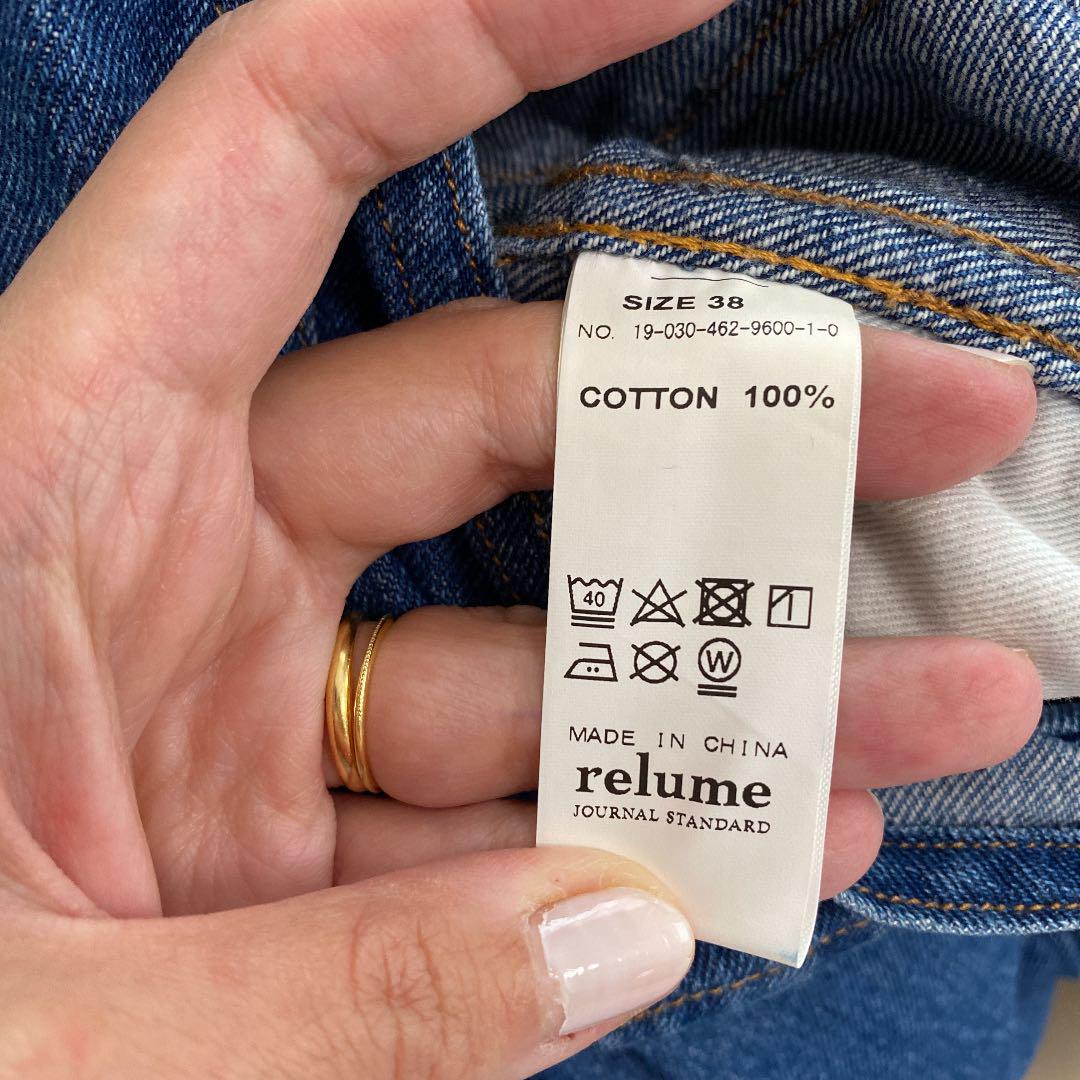 SIZE 38
NO. 19-030-462-9600-1-0
COTTON 100%
40
W
MADE IN CHINA
relume
JOURNAL STANDARD